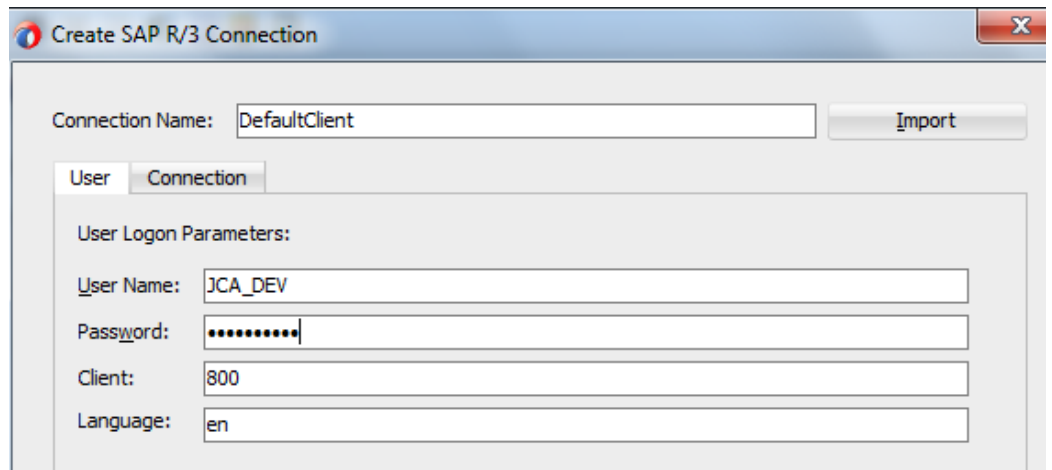 Create SAP R/3 Connection
Connection Name: DefaultClient Import
User Connection
User Logon Parameters:
User Name: JCA_DEV
Password: ••••••••••
Client: 800
Language: en